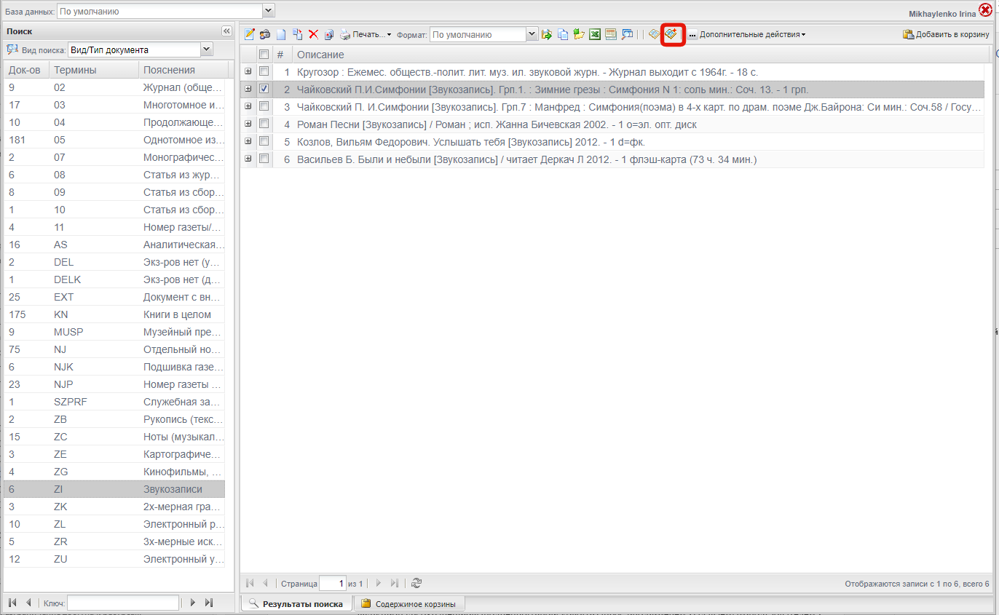 База данных: По умолчанию
Mikhaylenko Irina
Поиск
Вид поиска: Вид/Тип документа
Док-ов Термины Пояснения
9 02 Журнал (обще...
17 03 Многотомное и...
10 04 Продолжающе...
181 05 Однотомное из...
2 07 Монографичес...
6 08 Статья из жур...
8 09 Статья из сбор...
1 10 Статья из сбор...
4 11 Номер газеты/...
16 AS Аналитическая...
2 DEL Экз-ров нет (у...
1 DELK Экз-ров нет (д...
25 EXT Документ с вн...
175 KN Книги в целом
9 MUSP Музейный пре...
75 NJ Отдельный но...
6 NJK Подшивка газе...
23 NJP Номер газеты ...
1 SZPRF Служебная за...
2 ZB Рукопись (текс...
15 ZC Ноты (музыкал...
3 ZE Картографиче...
4 ZG Кинофильмы, ...
6 ZI Звукозаписи
3 ZK 2х-мерная гра...
10 ZL Электронный р...
5 ZR 3х-мерные иск...
12 ZU Электронный у...
Ключ:
Печать... Формат: По умолчанию ... Дополнительные действия Добавить в корзину
# Описание
1 Кругозор : Ежемес. обществ.-полит. лит. муз. ил. звуковой журн. - Журнал выходит с 1964г. - 18 с.
2 Чайковский П.И.Симфонии [Звукозапись]. Грп.1. : Зимние грезы : Симфония N 1: соль мин.: Соч. 13. - 1 грп.
3 Чайковский П. И.Симфонии [Звукозапись]. Грп.7 : Манфред : Симфония(поэма) в 4-х карт. по драм. поэме Дж.Байрона: Си мин.: Соч.58 / Госу...
4 Роман Песни [Звукозапись] / Роман ; исп. Жанна Бичевская 2002. - 1 o=эл. опт. диск
5 Козлов, Вильям Федорович. Услышать тебя [Звукозапись] 2012. - 1 d=фк.
6 Васильев Б. Были и небыли [Звукозапись] / читает Деркач Л 2012. - 1 флэш-карта (73 ч. 34 мин.)
Страница 1 из 1
Отображаются записи с 1 по 6, всего 6
Результаты поиска Содержимое корзины